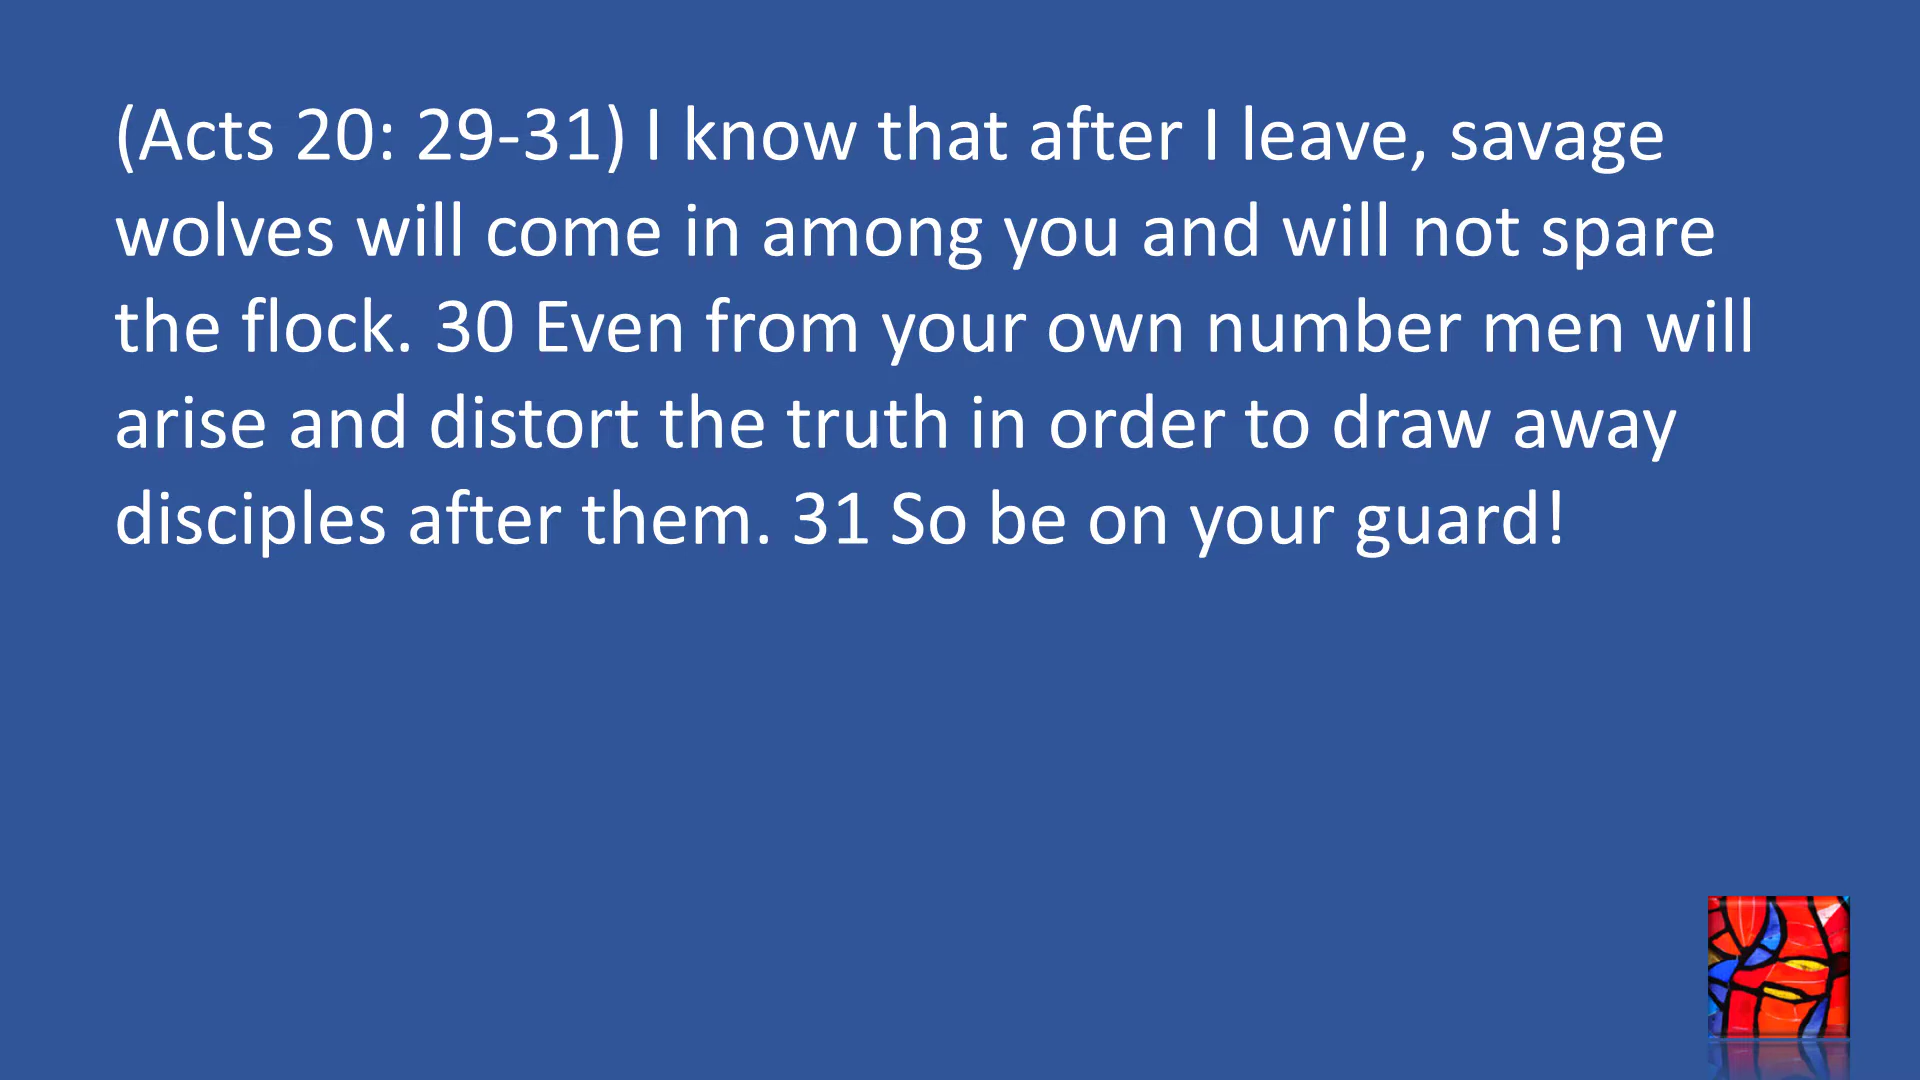 (Acts 20: 29-31) I know that after I leave, savage
wolves will come in among you and will not spare
the flock. 30 Even from your own number men will
arise and distort the truth in order to draw away
disciples after them. 31 So be on your guard!